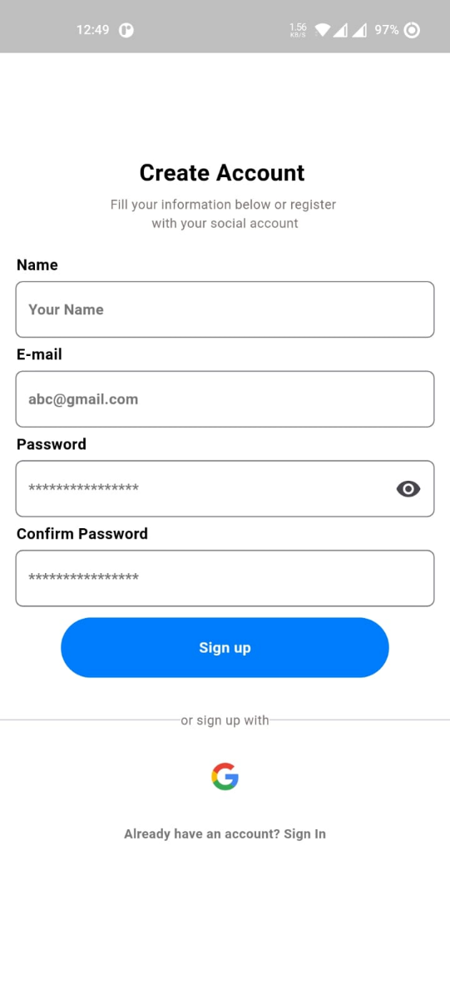 12:49 1.56 KB/S 97%
Create Account
Fill your information below or register
with your social account
Name
Your Name
E-mail
abc@gmail.com
Password
****************
Confirm Password
****************
Sign up
or sign up with
Already have an account? Sign In